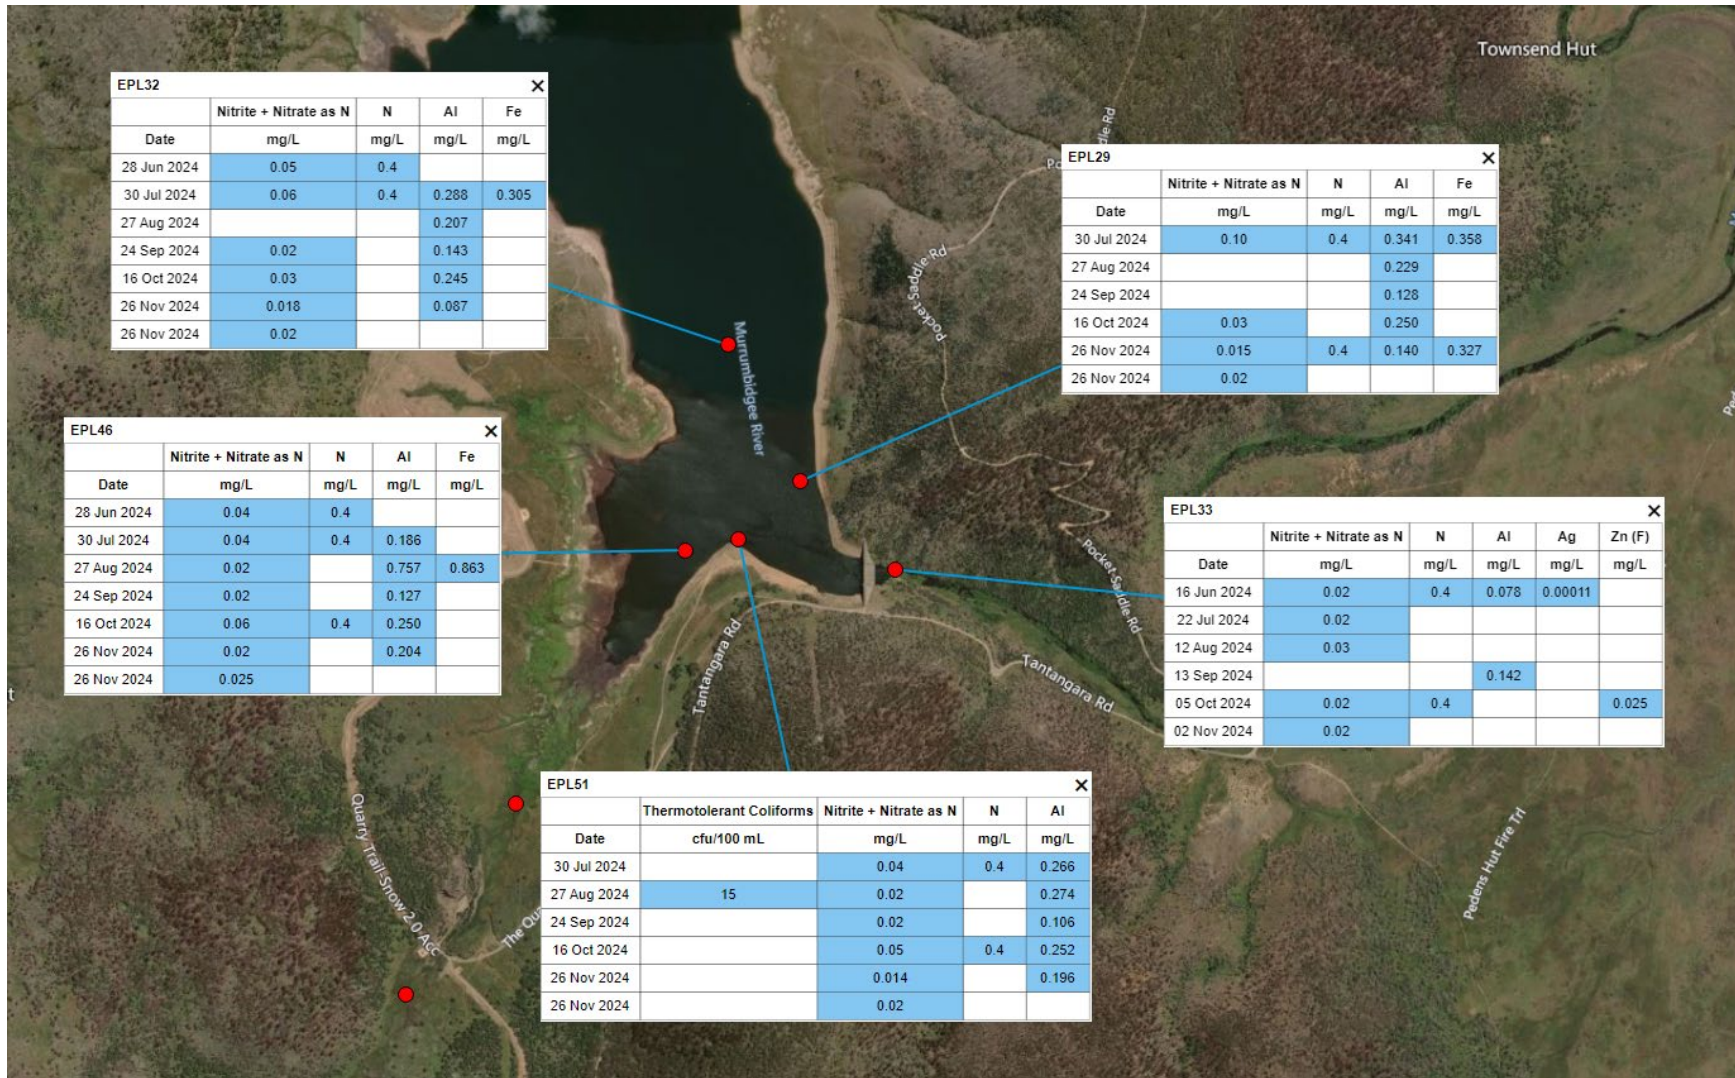 Townsend Hut
EPL32
Nitrite + Nitrate as N N Al Fe
Date mg/L mg/L mg/L mg/L
28 Jun 2024 0.05 0.4
30 Jul 2024 0.06 0.4 0.288 0.305
27 Aug 2024 0.207
24 Sep 2024 0.02 0.143
16 Oct 2024 0.03 0.245
26 Nov 2024 0.018 0.087
26 Nov 2024 0.02
EPL29
Nitrite + Nitrate as N N Al Fe
Date mg/L mg/L mg/L mg/L
30 Jul 2024 0.10 0.4 0.341 0.358
27 Aug 2024 0.229
24 Sep 2024 0.128
16 Oct 2024 0.03 0.250
26 Nov 2024 0.015 0.4 0.140 0.327
26 Nov 2024 0.02
Pocket Saddle Rd
Murrumbidgee River
EPL46
Nitrite + Nitrate as N N Al Fe
Date mg/L mg/L mg/L mg/L
28 Jun 2024 0.04 0.4
30 Jul 2024 0.04 0.4 0.186
27 Aug 2024 0.02 0.757 0.863
24 Sep 2024 0.02 0.127
16 Oct 2024 0.06 0.4 0.250
26 Nov 2024 0.02 0.204
26 Nov 2024 0.025
EPL33
Nitrite + Nitrate as N N Al Ag Zn (F)
Date mg/L mg/L mg/L mg/L mg/L
16 Jun 2024 0.02 0.4 0.078 0.00011
22 Jul 2024 0.02
12 Aug 2024 0.03
13 Sep 2024 0.142
05 Oct 2024 0.02 0.4 0.025
02 Nov 2024 0.02
Pocket Saddle Rd
Tantangara Rd
Tantangara Rd
EPL51
Thermotolerant Coliforms Nitrite + Nitrate as N N Al
Date cfu/100 mL mg/L mg/L mg/L
30 Jul 2024 0.04 0.4 0.266
27 Aug 2024 15 0.02 0.274
24 Sep 2024 0.02 0.106
16 Oct 2024 0.05 0.4 0.252
26 Nov 2024 0.014 0.196
26 Nov 2024 0.02
Quarry Trail-Snow 2.0 Acc
The Qu
Pedens Hut Fire Trl